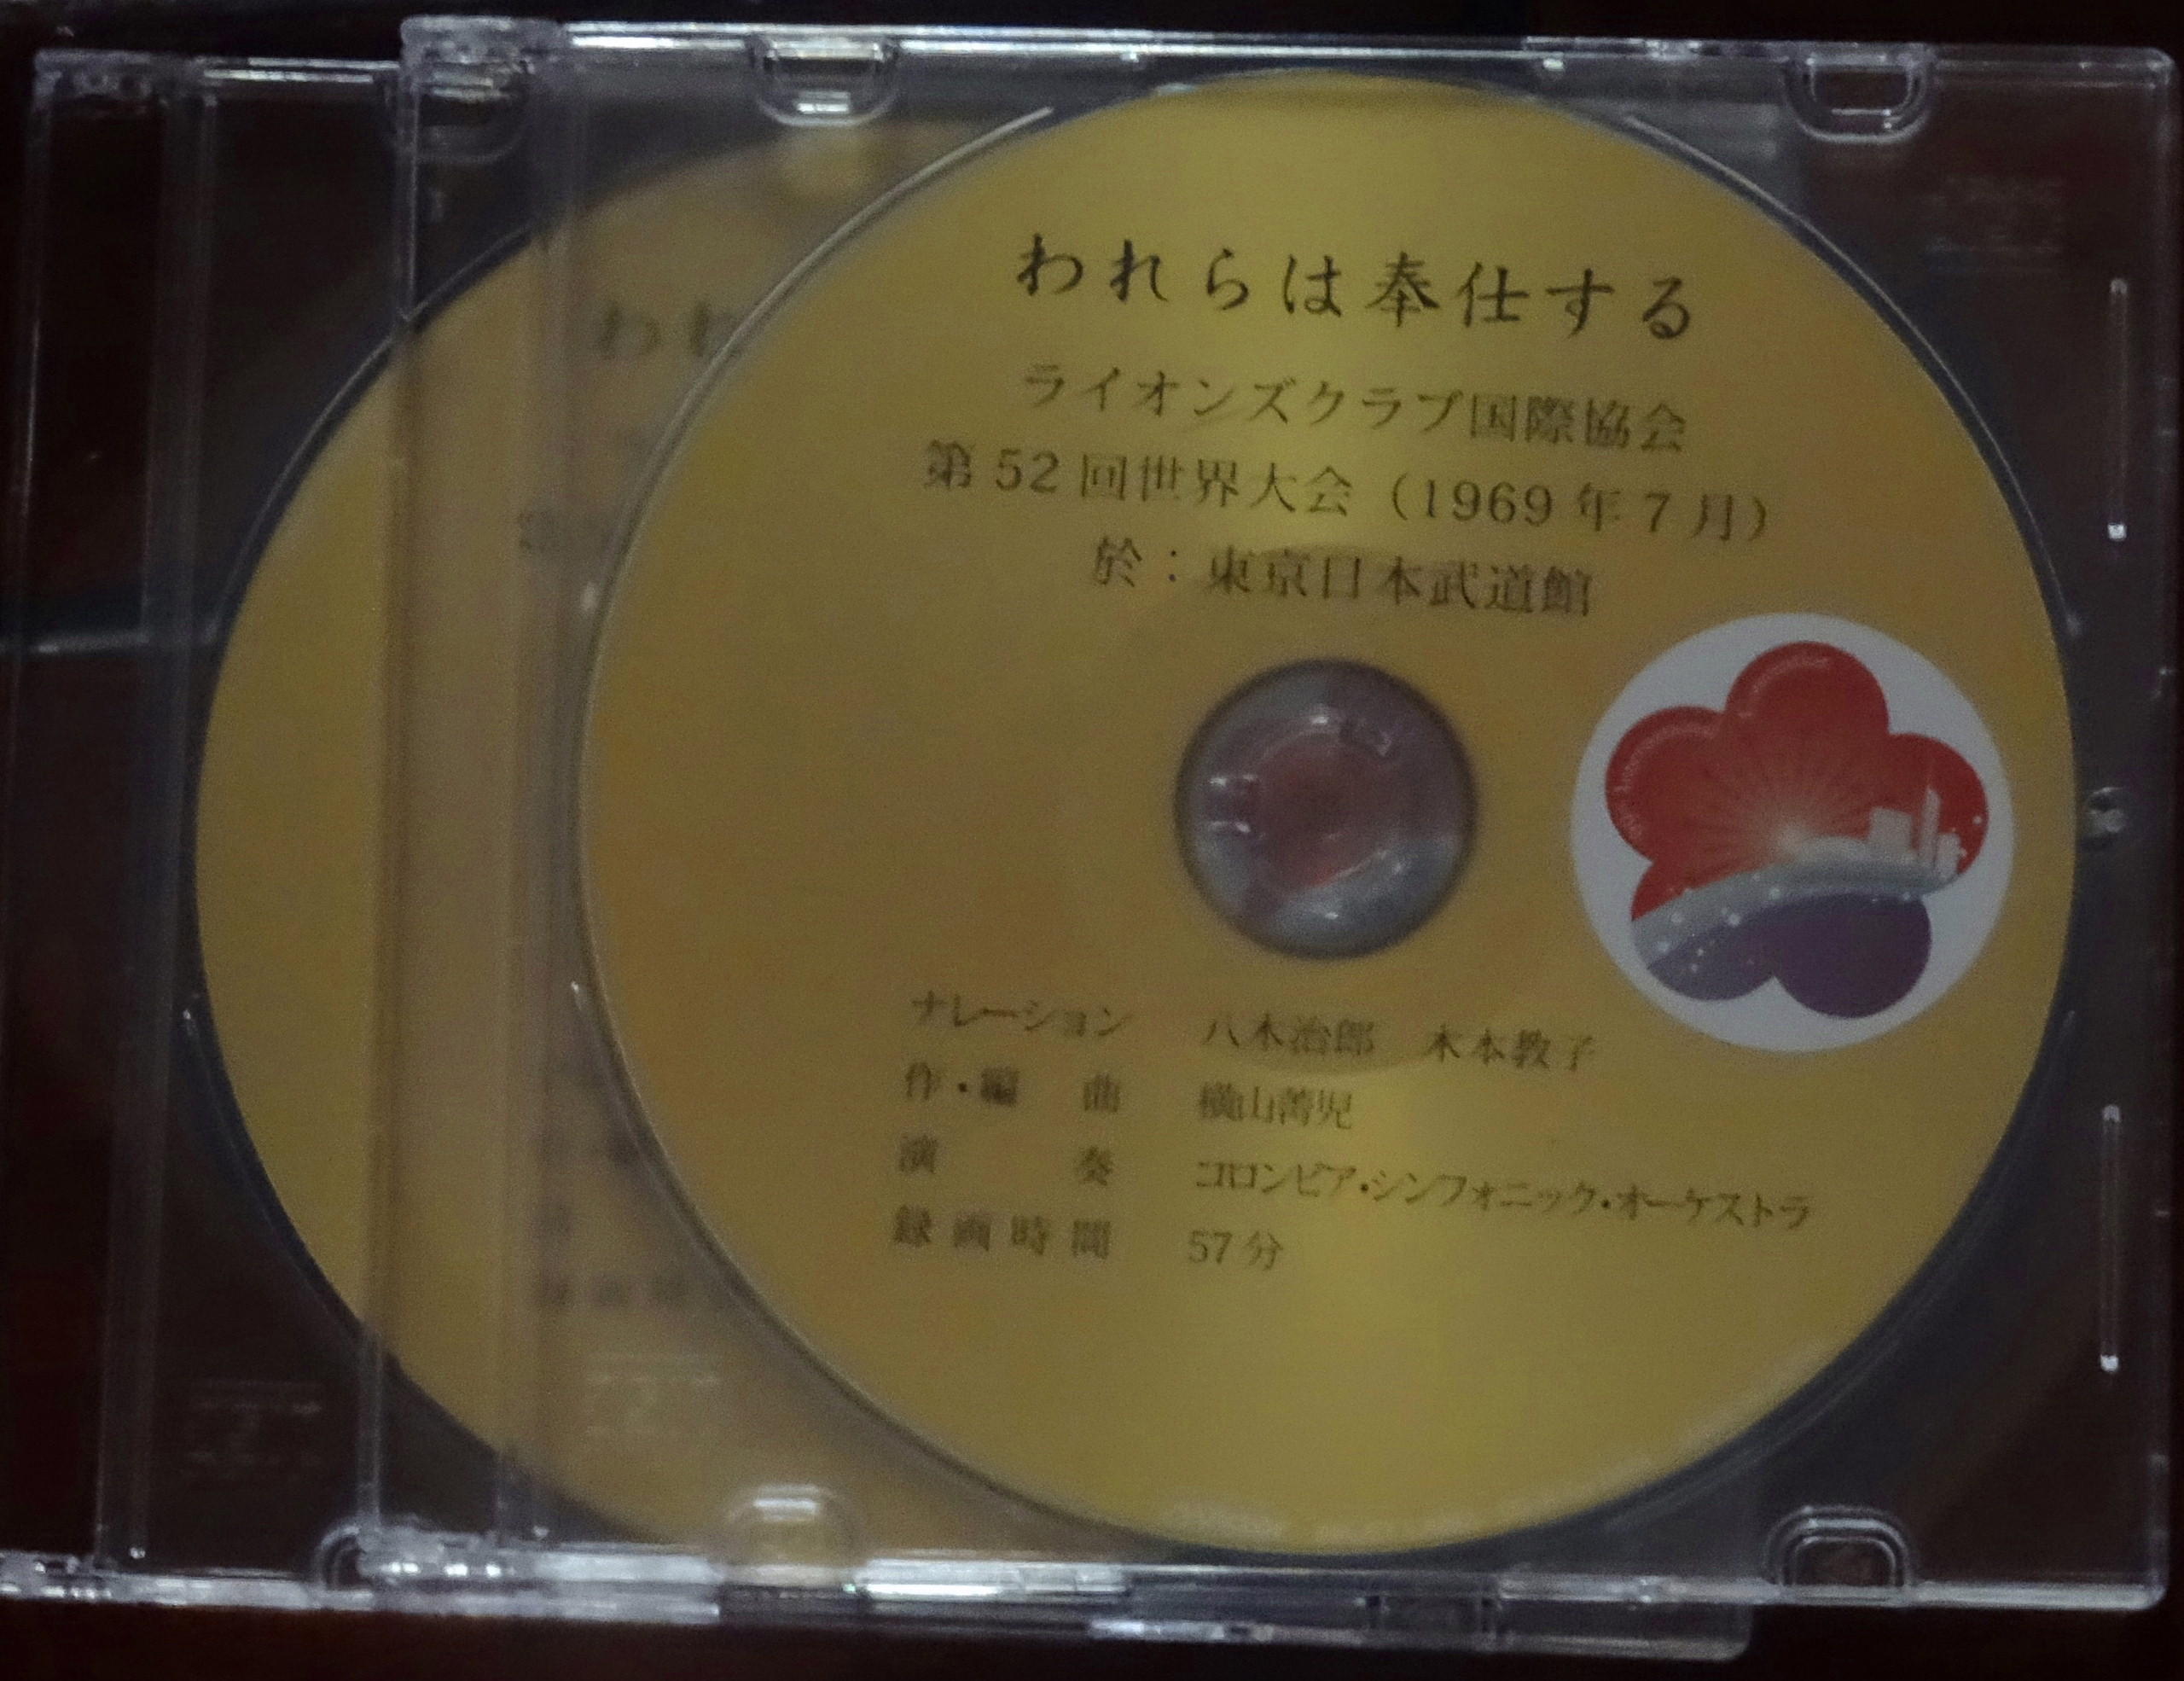 われらは奉仕する
ライオンズクラブ国際協会
第52回世界大会（1969年7月）
於：東京日本武道館
ナレーション 八木治郎 木本教子
作・編曲 横山菁児
演奏 コロンビア・シンフォニック・オーケストラ
録画時間 57分
われ